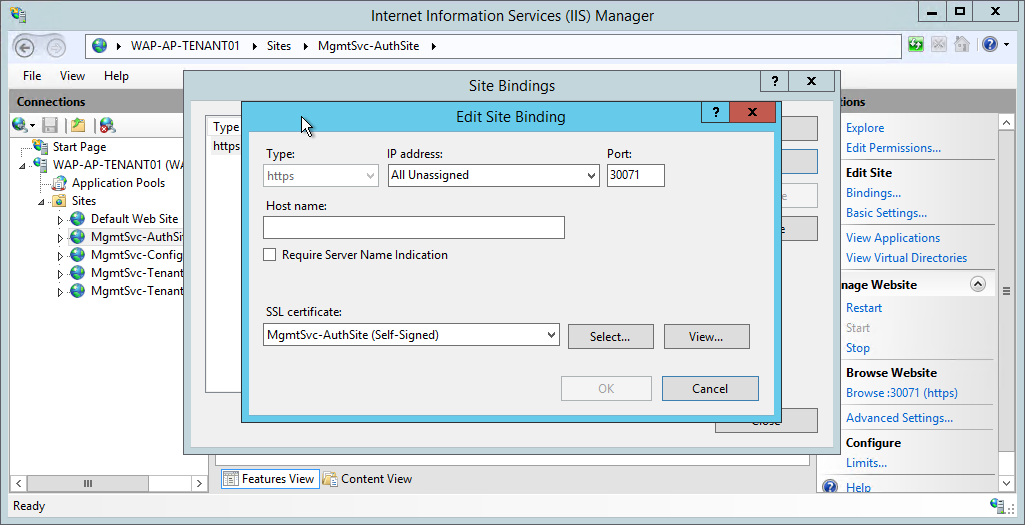 Internet Information Services (IIS) Manager
WAP-AP-TENANT01 Sites MgmtSvc-AuthSite
File View Help
Connections
Start Page
WAP-AP-TENANT01 (WA
Application Pools
Sites
Default Web Site
MgmtSvc-AuthSit
MgmtSvc-Config
MgmtSvc-Tenant
MgmtSvc-Tenant
Site Bindings
?
Type
https
Edit Site Binding
?
Type: IP address: Port:
https All Unassigned 30071
Host name:
Require Server Name Indication
SSL certificate:
MgmtSvc-AuthSite (Self-Signed) Select... View...
OK Cancel
Close
Explore
Edit Permissions...
Edit Site
Bindings...
Basic Settings...
View Applications
View Virtual Directories
nage Website
Restart
Start
Stop
Browse Website
Browse :30071 (https)
Advanced Settings...
Configure
Limits...
Help
Features View Content View
Ready